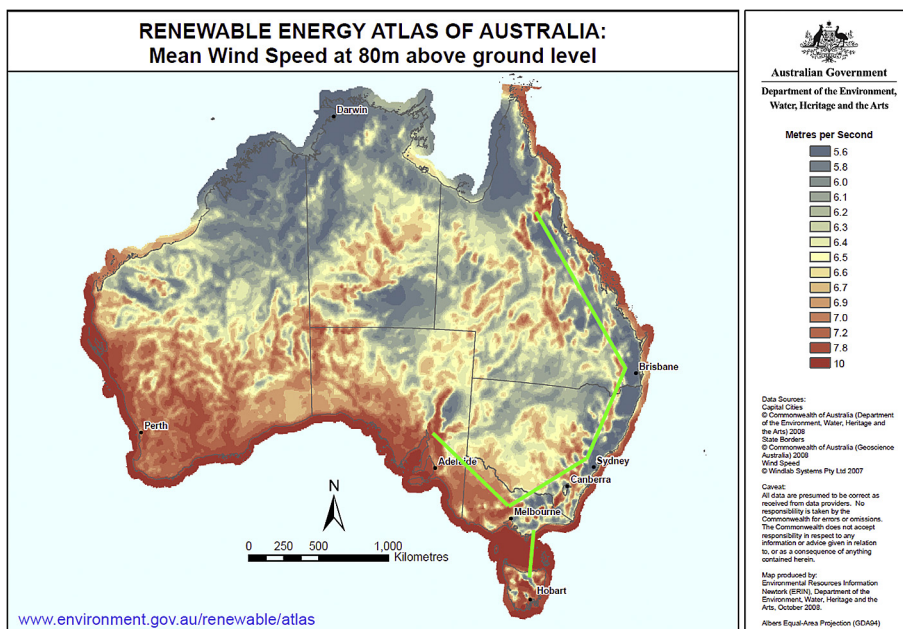 RENEWABLE ENERGY ATLAS OF AUSTRALIA:
Mean Wind Speed at 80m above ground level
Darwin
Brisbane
Perth
Adelaide
Sydney
Canberra
Melbourne
Hobart
N
0 250 500 1,000
Kilometres
www.environment.gov.au/renewable/atlas
Australian Government
Department of the Environment,
Water, Heritage and the Arts
Metres per Second
5.6
5.8
6.0
6.1
6.2
6.3
6.4
6.5
6.6
6.7
6.9
7.0
7.2
7.8
10
Data Sources:
Capital Cities
© Commonwealth of Australia (Department
of the Environment, Water, Heritage and
the Arts) 2008
State Borders
© Commonwealth of Australia (Geoscience
Australia) 2008
Wind Speed
© Windlab Systems Pty Ltd 2007
Caveat:
All data are presumed to be correct as
received from data providers. No
responsibility is taken by the
Commonwealth for errors or omissions.
The Commonwealth does not accept
responsibility in respect to any
information or advice given in relation
to, or as a consequence of anything
contained herein.
Map produced by:
Environmental Resources Information
Newtork (ERIN), Department of the
Environment, Water, Heritage and the
Arts, October 2008.
Albers Equal-Area Projection (GDA94)